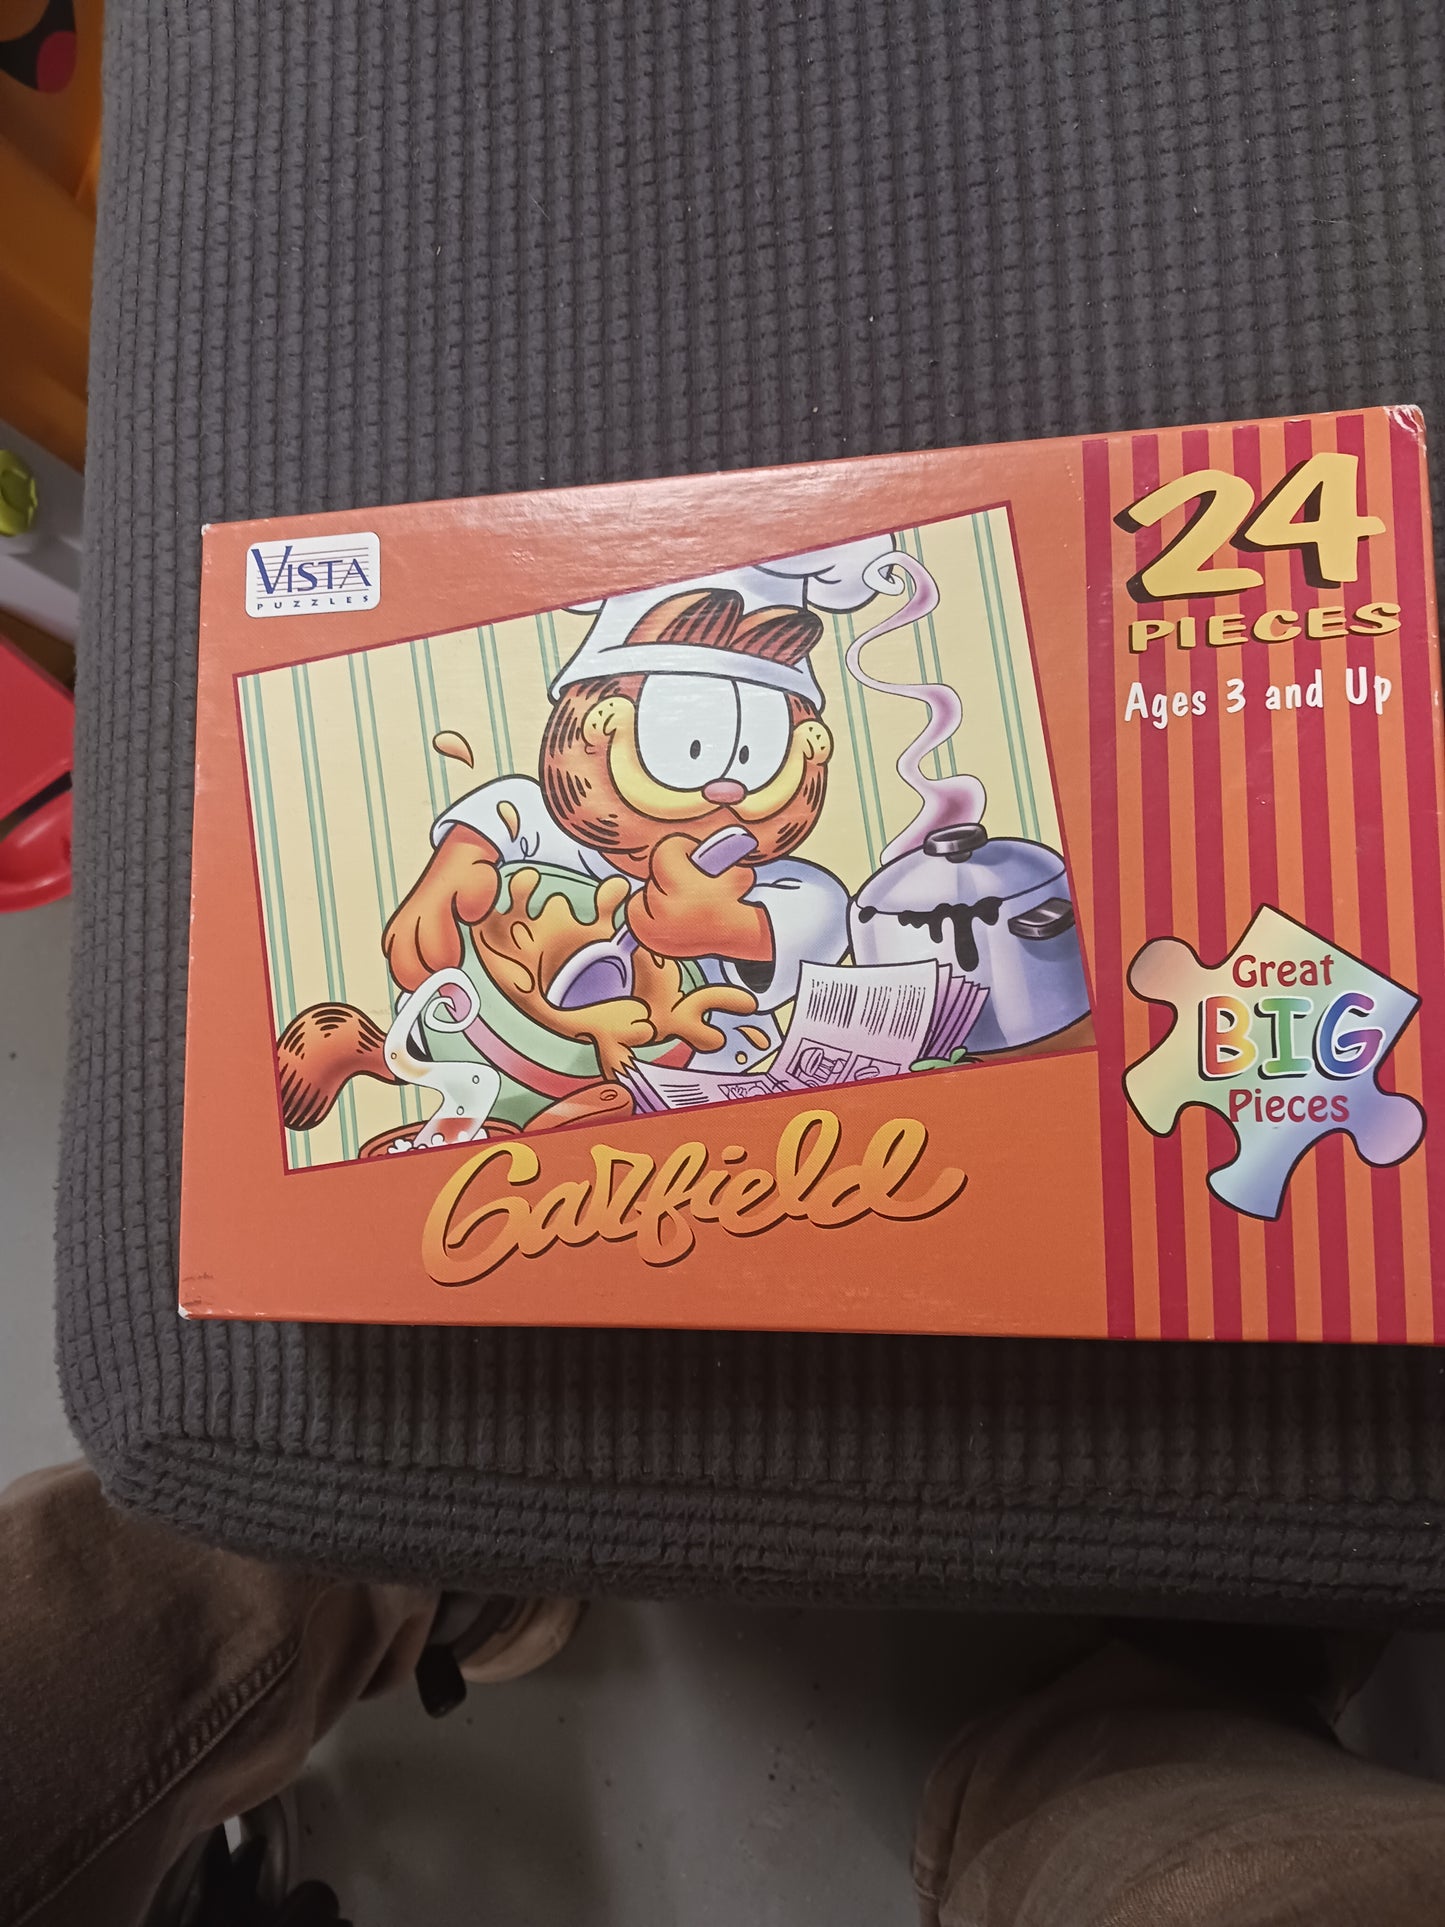 VISTA
PUZZLES
24
PIECES
Ages 3 and Up
Great
BIG
Pieces
Garfield